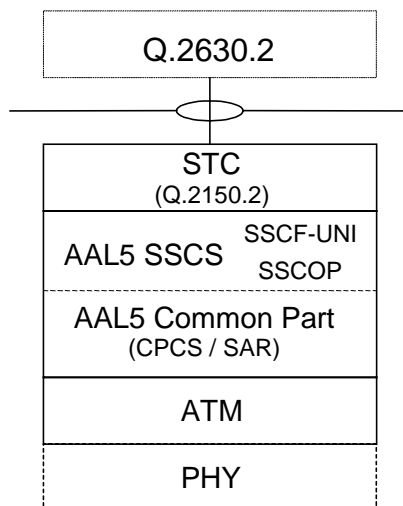 Q.2630.2
STC
(Q.2150.2)
AAL5 SSCS
SSCF-UNI
SSCOP
AAL5 Common Part
(CPCS / SAR)
ATM
PHY